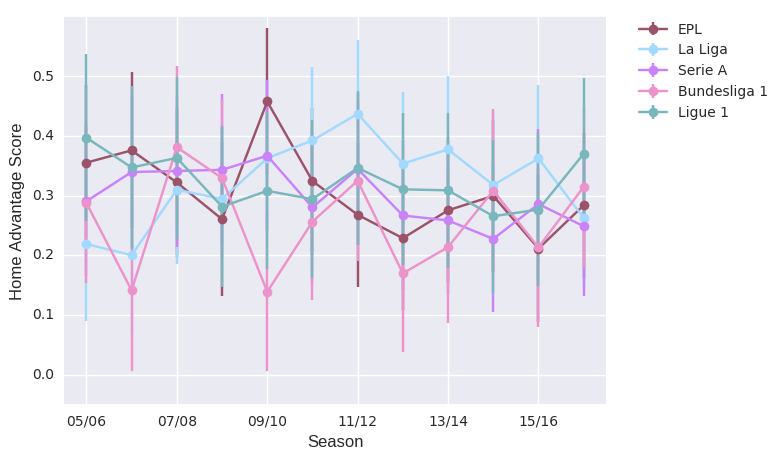 EPL
La Liga
Serie A
Bundesliga 1
Ligue 1
Home Advantage Score
0.5
0.4
0.3
0.2
0.1
0.0
05/06 07/08 09/10 11/12 13/14 15/16
Season